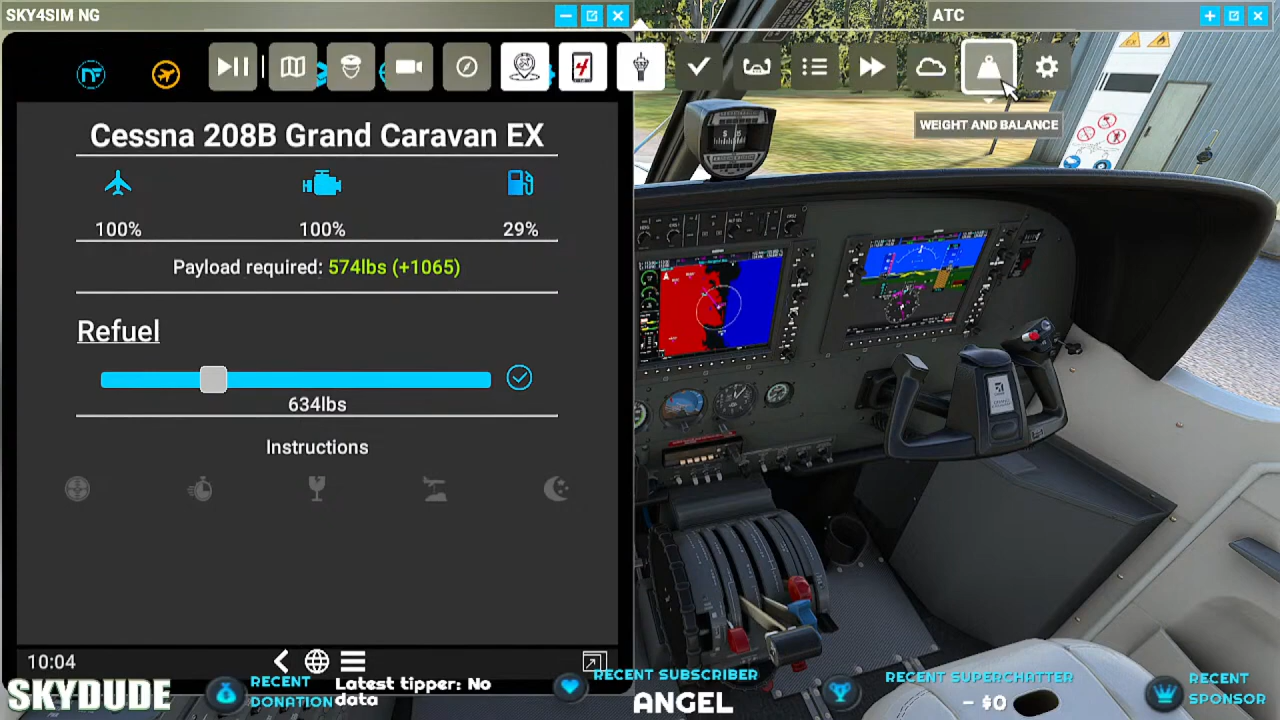 SKY4SIM NG
ATC
WEIGHT AND BALANCE
Cessna 208B Grand Caravan EX
100%
100%
29%
Payload required: 574lbs (+1065)
Refuel
634lbs
Instructions
10:04
SKYDUDE
RECENT DONATION
Latest tipper: No data
RECENT SUBSCRIBER
ANGEL
RECENT SUPERCHATTER
- $0
RECENT SPONSOR